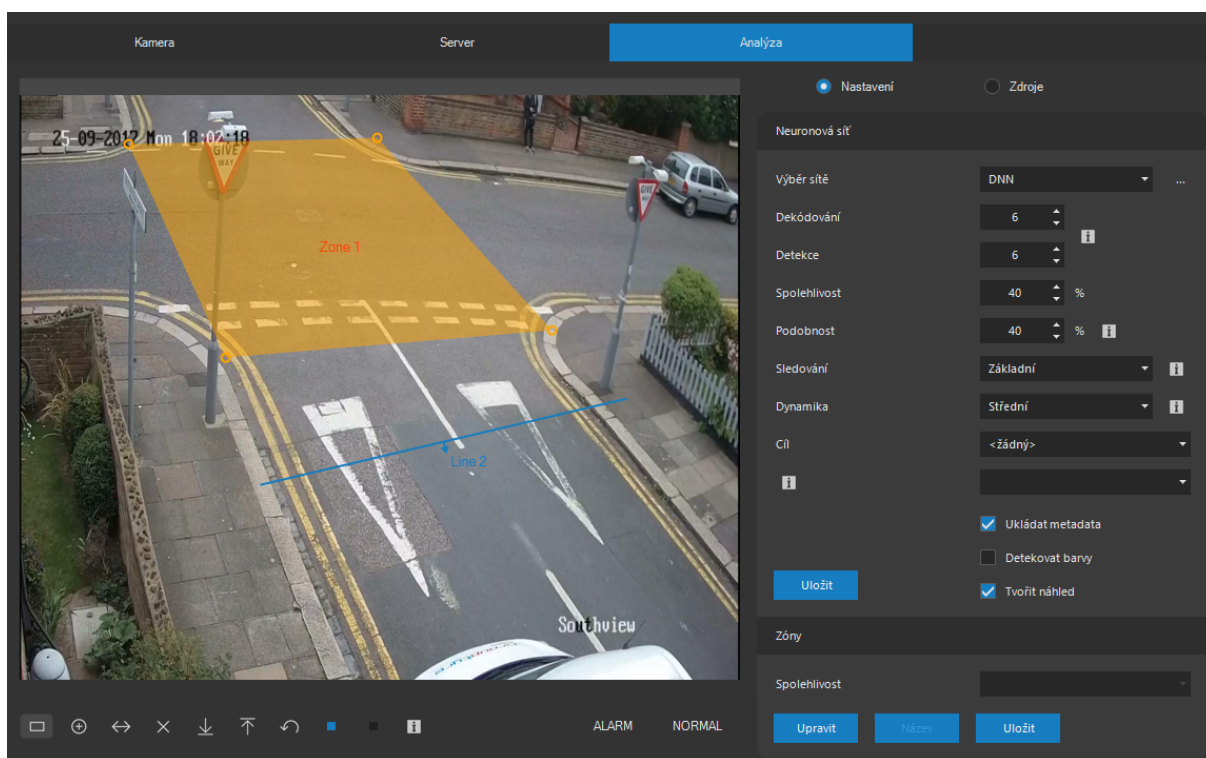 Kamera
Server
Analýza
Nastavení
Zdroje
25-09-2017 Mon 18:02:18
GIVE
WAY
GIVE
Zone 1
Line 2
Southview
Neuronová síť
Výběr sítě
DNN
...
Dekódování
6
Detekce
6
Spolehlivost
40
%
Podobnost
40
%
Sledování
Základní
Dynamika
Střední
Cíl
<žádný>
Ukládat metadata
Detekovat barvy
Uložit
Tvořit náhled
Zóny
Spolehlivost
ALARM
NORMAL
Upravit
Název
Uložit